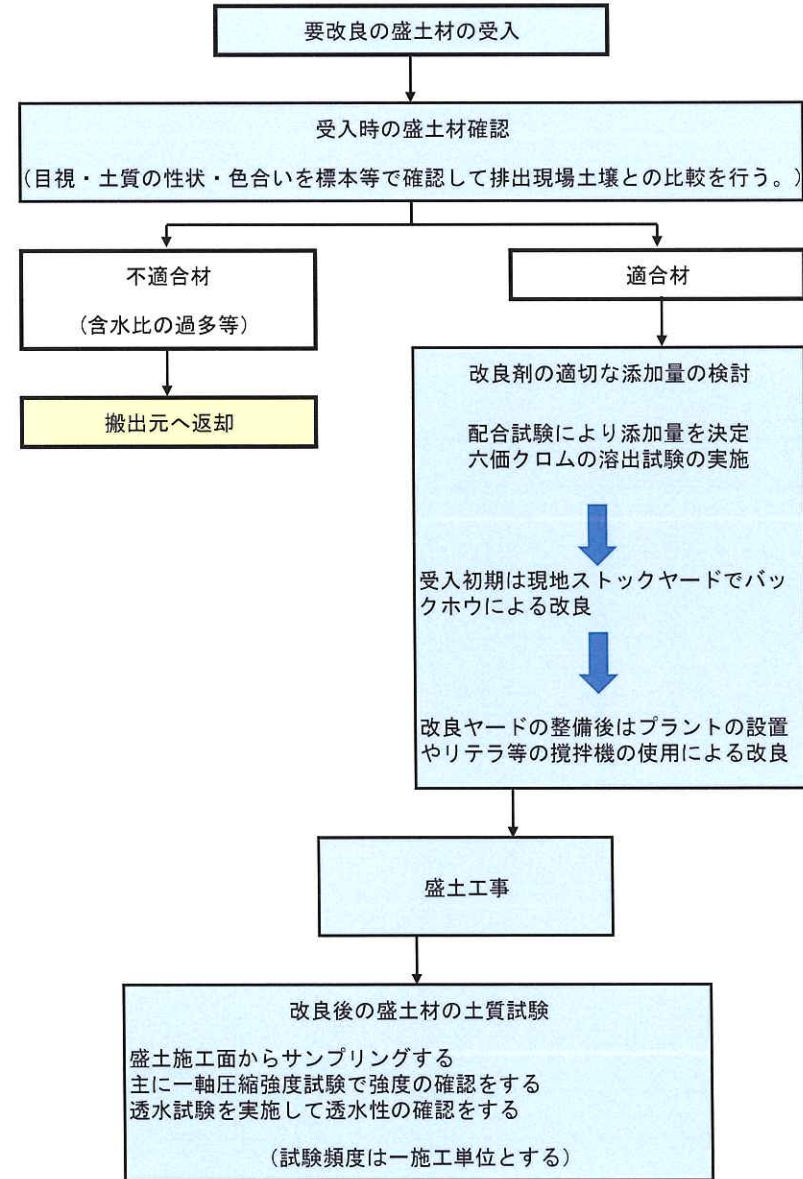 要改良の盛土材の受入
受入時の盛土材確認
(目視・土質の性状・色合いを標本等で確認して排出現場土壌との比較を行う。)
不適合材
(含水比の過多等)
搬出元へ返却
適合材
改良剤の適切な添加量の検討
配合試験により添加量を決定
六価クロムの溶出試験の実施
受入初期は現地ストックヤードでバッ
クホウによる改良
改良ヤードの整備後はプラントの設置
やリテラ等の撹拌機の使用による改良
盛土工事
改良後の盛土材の土質試験
盛土施工面からサンプリングする
主に一軸圧縮強度試験で強度の確認をする
透水試験を実施して透水性の確認をする
(試験頻度は一施工単位とする)